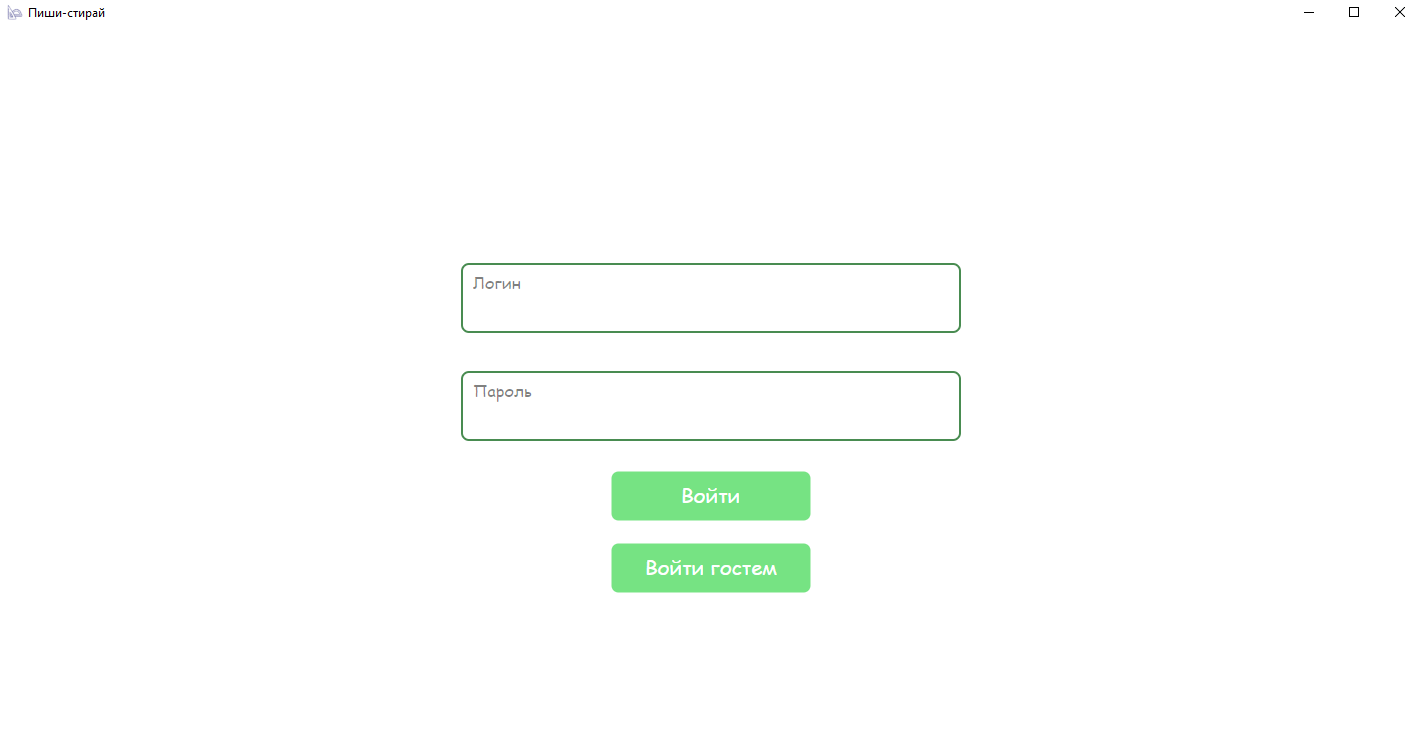 Пиши-стирай
Логин
Пароль
Войти
Войти гостем